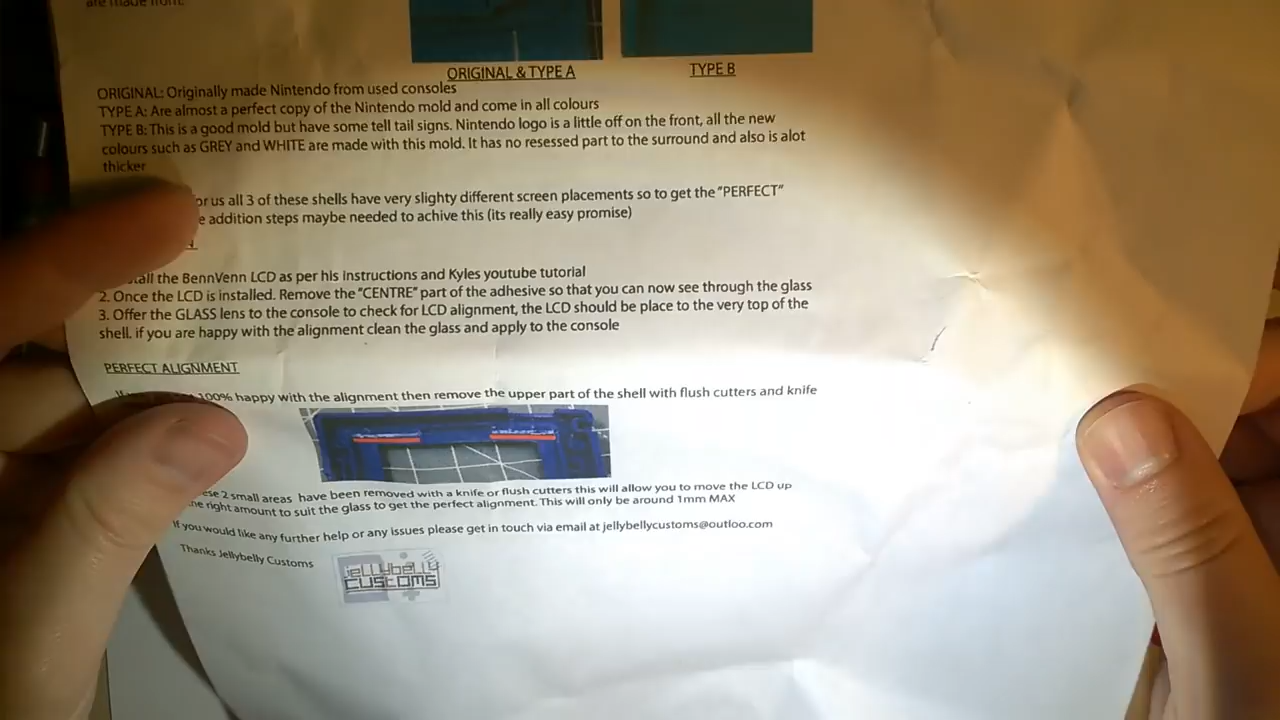 are made from.
ORIGINAL & TYPE A
TYPE B
ORIGINAL: Originally made Nintendo from used consoles
TYPE A: Are almost a perfect copy of the Nintendo mold and come in all colours
TYPE B: This is a good mold but have some tell tail signs. Nintendo logo is a little off on the front, all the new
colours such as GREY and WHITE are made with this mold. It has no resessed part to the surround and also is alot
thicker
or us all 3 of these shells have very slighty different screen placements so to get the "PERFECT"
addition steps maybe needed to achive this (its really easy promise)
the BennVenn LCD as per his instructions and Kyles youtube tutorial
2. Once the LCD is installed. Remove the "CENTRE" part of the adhesive so that you can now see through the glass
3. Offer the GLASS lens to the console to check for LCD alignment, the LCD should be place to the very top of the
shell. if you are happy with the alignment clean the glass and apply to the console
PERFECT ALIGNMENT
100% happy with the alignment then remove the upper part of the shell with flush cutters and knife
2 small areas have been removed with a knife or flush cutters this will allow you to move the LCD up
right amount to suit the glass to get the perfect alignment. This will only be around 1mm MAX
If you would like any further help or any issues please get in touch via email at jellybellycustoms@outloo.com
Thanks Jellybelly Customs
jellybelly
customs